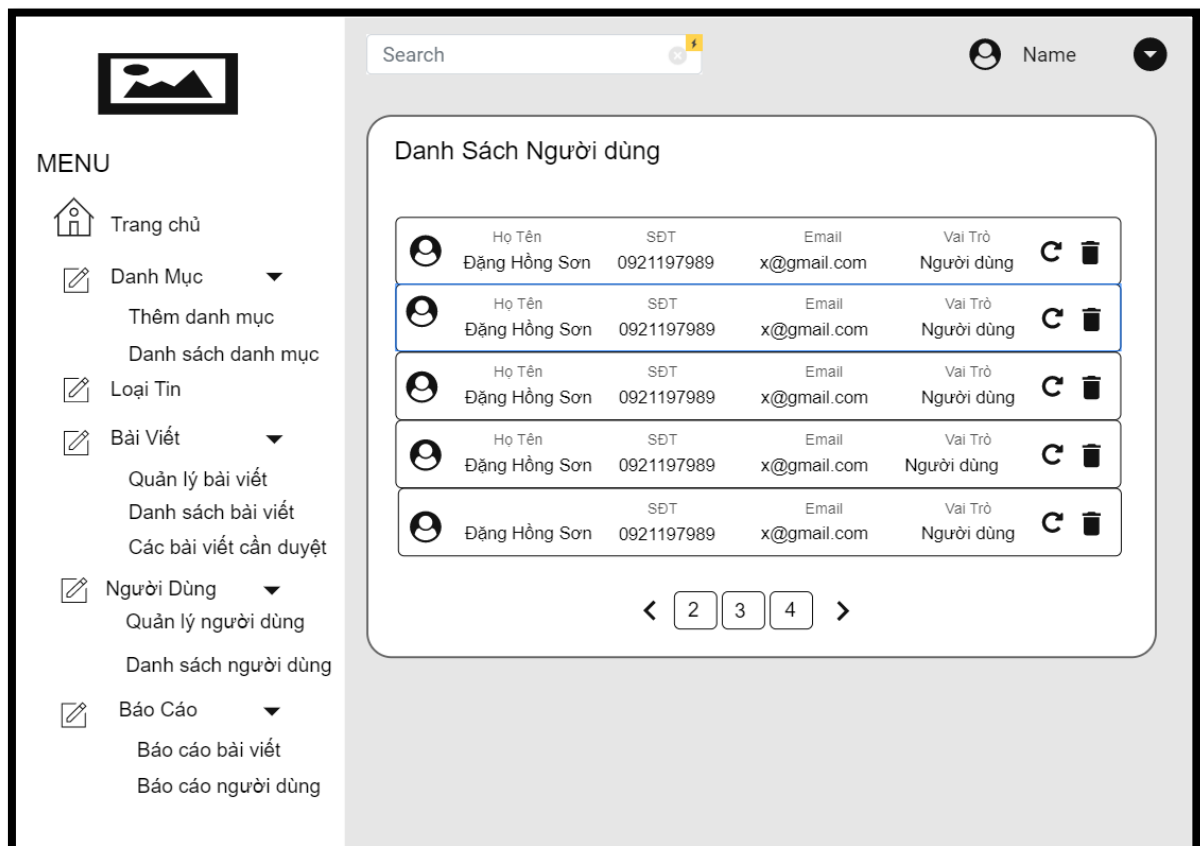 MENU
Trang chủ
Danh Mục
Thêm danh mục
Danh sách danh mục
Loại Tin
Bài Viết
Quản lý bài viết
Danh sách bài viết
Các bài viết cần duyệt
Người Dùng
Quản lý người dùng
Danh sách người dùng
Báo Cáo
Báo cáo bài viết
Báo cáo người dùng
Search
Name
Danh Sách Người dùng
Họ Tên SĐT Email Vai Trò
Đặng Hồng Sơn 0921197989 x@gmail.com Người dùng
Họ Tên SĐT Email Vai Trò
Đặng Hồng Sơn 0921197989 x@gmail.com Người dùng
Họ Tên SĐT Email Vai Trò
Đặng Hồng Sơn 0921197989 x@gmail.com Người dùng
Họ Tên SĐT Email Vai Trò
Đặng Hồng Sơn 0921197989 x@gmail.com Người dùng
SĐT Email Vai Trò
Đặng Hồng Sơn 0921197989 x@gmail.com Người dùng
2 3 4